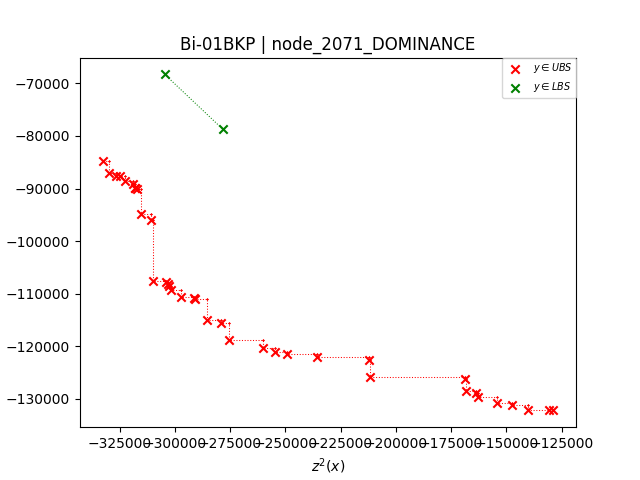 Bi-01BKP | node_2071_DOMINANCE
y ∈ UBS
y ∈ LBS
−70000
−80000
−90000
−100000
−110000
−120000
−130000
−325000 −300000 −275000 −250000 −225000 −200000 −175000 −150000 −125000
z²(x)